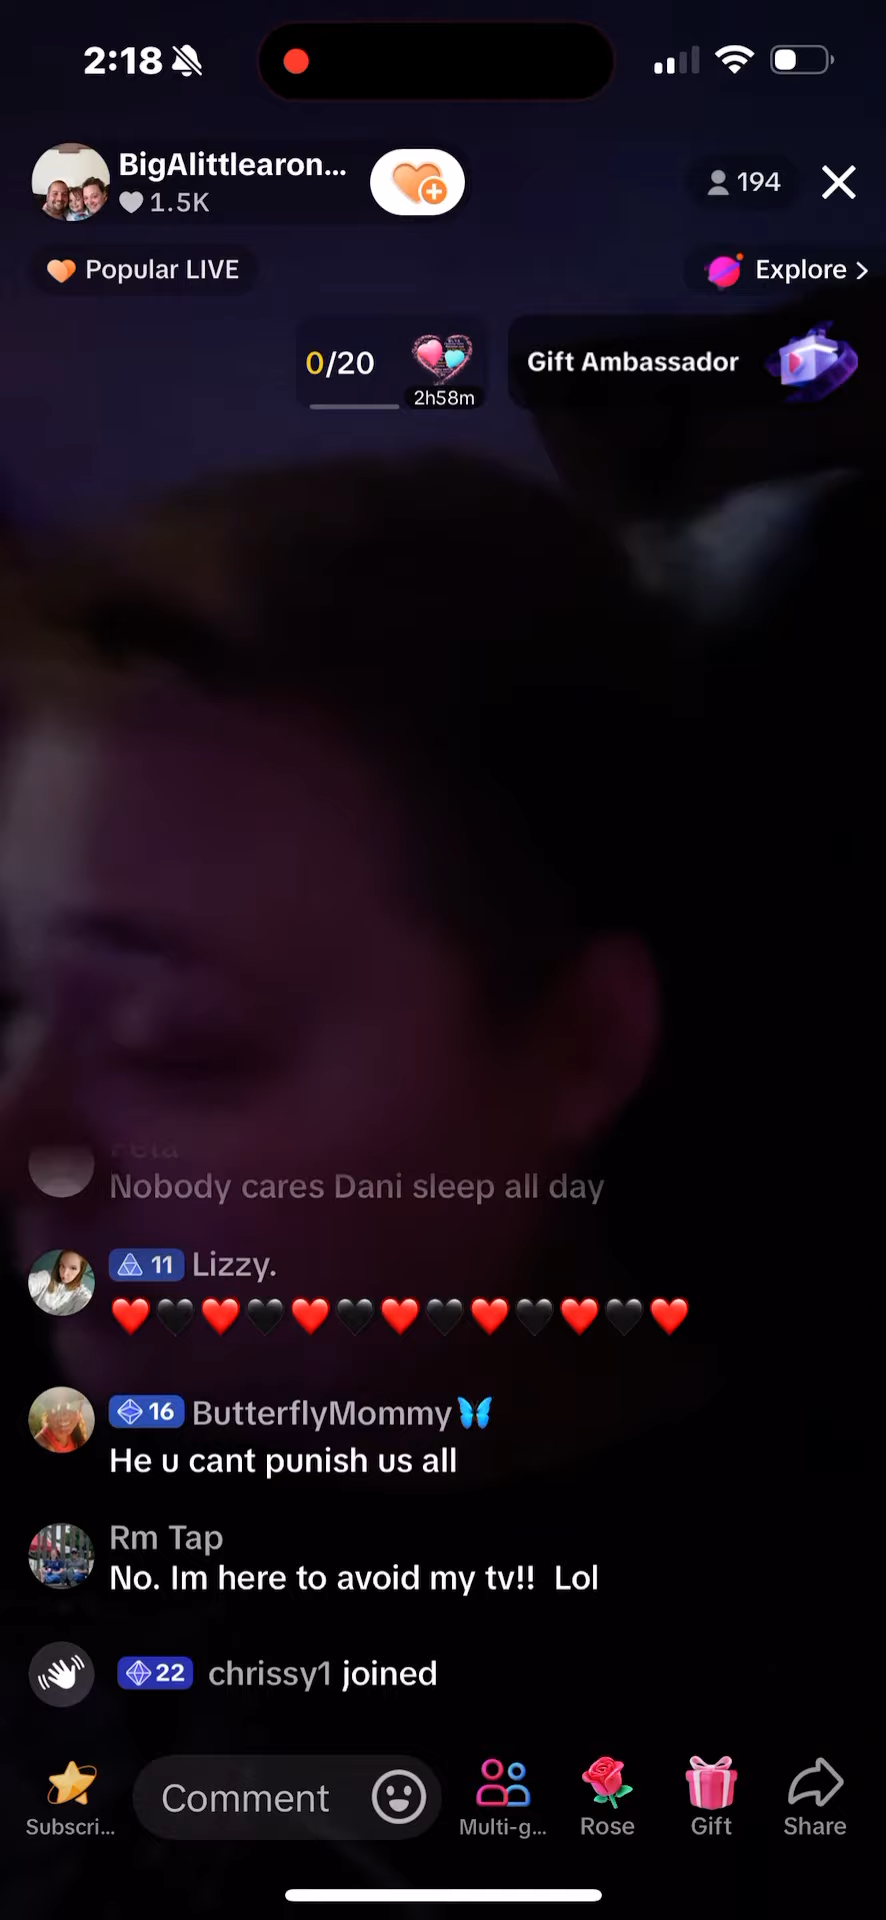 2:18
BigAlittlearon...
1.5K
194
Popular LIVE
Explore >
0/20
2h58m
Gift Ambassador
Nobody cares Dani sleep all day
11 Lizzy.
❤️🖤❤️🖤❤️🖤❤️🖤❤️🖤❤️🖤❤️
16 ButterflyMommy🦋
He u cant punish us all
Rm Tap
No. Im here to avoid my tv!!  Lol
22 chrissy1 joined
Comment
Subscri...
Multi-g...
Rose
Gift
Share